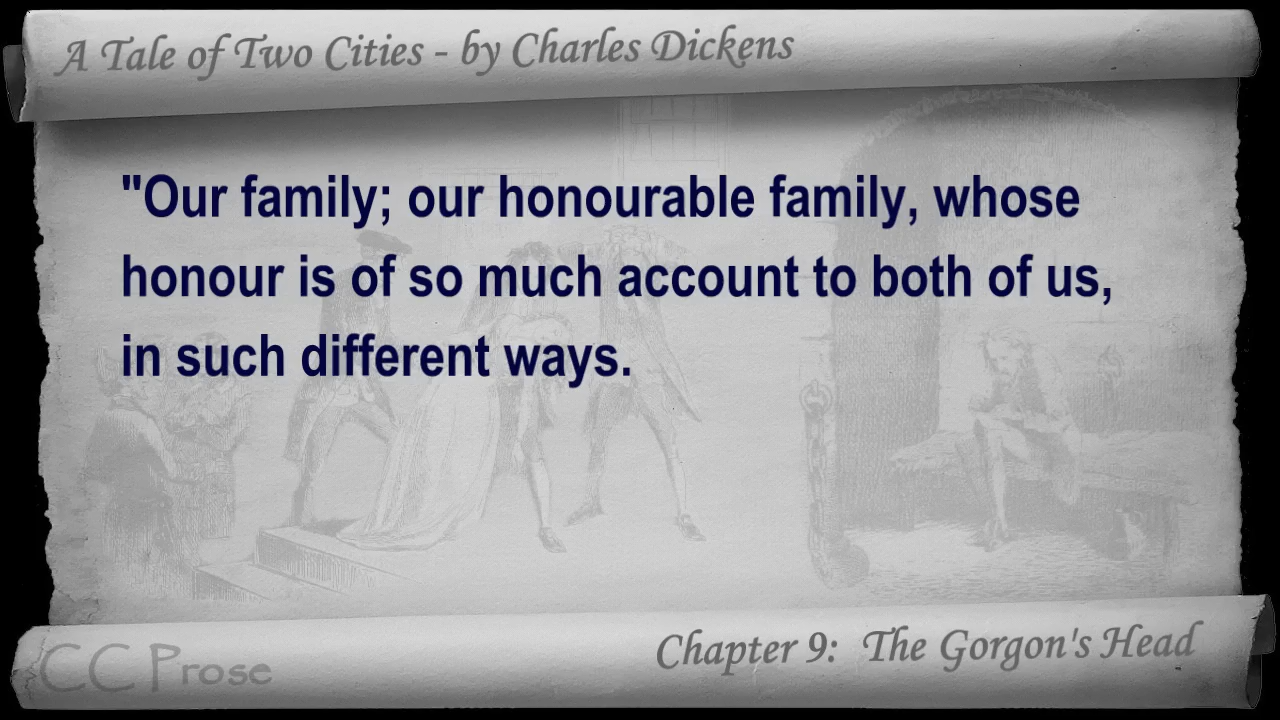 A Tale of Two Cities - by Charles Dickens
"Our family; our honourable family, whose
honour is of so much account to both of us,
in such different ways.
CC Prose
Chapter 9: The Gorgon's Head